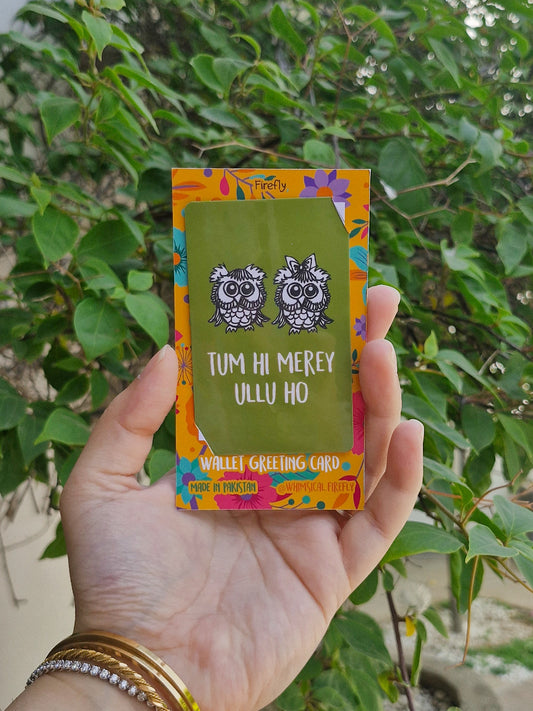 Firefly
TUM HI MEREY
ULLU HO
WALLET GREETING CARD
MADE IN PAKISTAN
@WHIMSICAL.FIREFLY